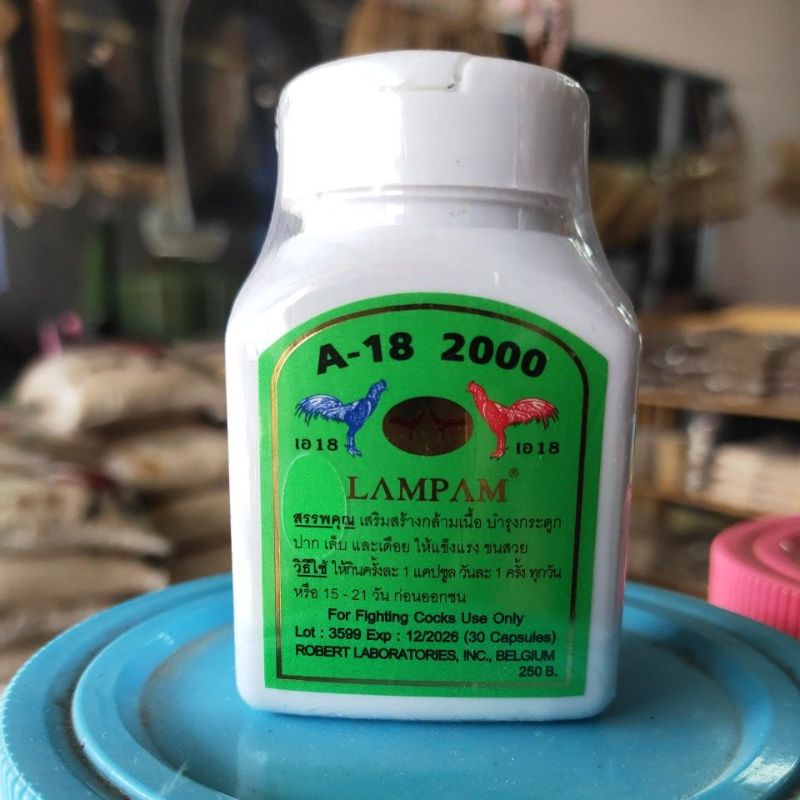 A-18 2000
เอ18 เอ18
LAMPAM®
สรรพคุณ เสริมสร้างกล้ามเนื้อ บำรุงกระดูก
ปาก เล็บ และเดือย ให้แข็งแรง ขนสวย
วิธีใช้ ให้กินครั้งละ 1 แคปซูล วันละ 1 ครั้ง ทุกวัน
หรือ 15 - 21 วัน ก่อนออกชน
For Fighting Cocks Use Only
Lot : 3599 Exp : 12/2026 (30 Capsules)
ROBERT LABORATORIES, INC., BELGIUM
250 B.